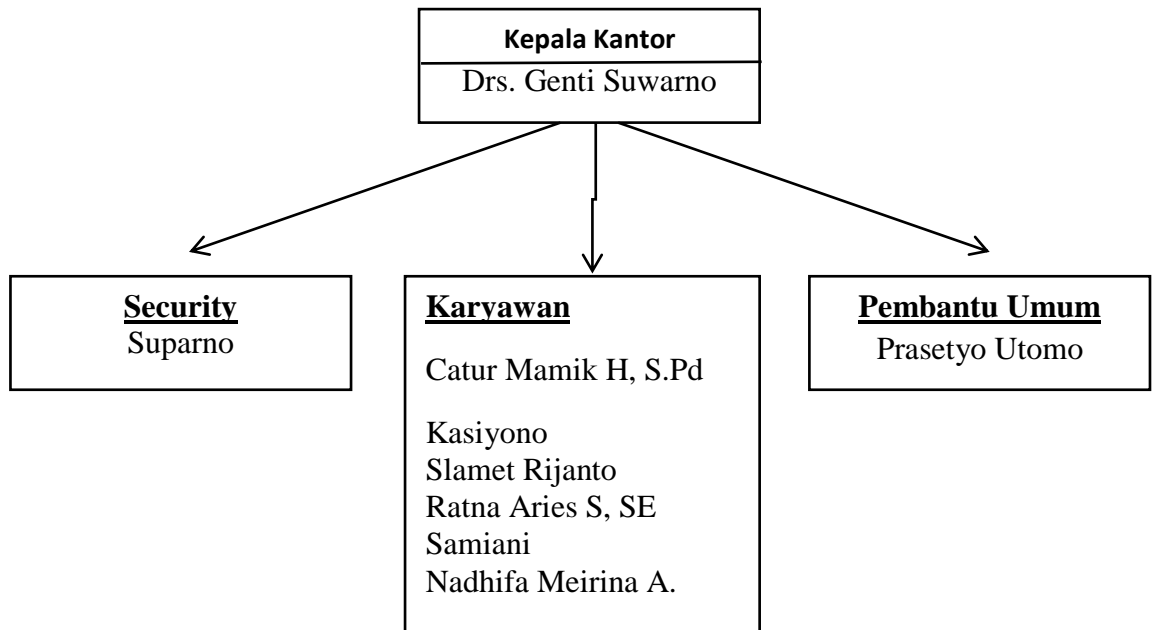 Kepala Kantor
Drs. Genti Suwarno
Security
Suparno
Karyawan
Catur Mamik H, S.Pd
Kasiyono
Slamet Rijanto
Ratna Aries S, SE
Samiani
Nadhifa Meirina A.
Pembantu Umum
Prasetyo Utomo